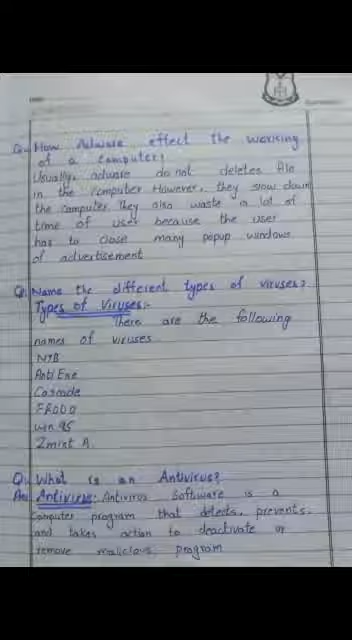 Q: How Adware effect the working
of a Computer?
Usually, adware do not deletes file
in the computer However, they slow down
the computer. They also waste a lot of
time of user because the user
has to close many popup windows
of advertisement
Q: Name the different types of viruses?
Types of Viruses:-
There are the following
names of viruses
NYB
Anti Exe
Cascade
win 95
Zmist A.
Q: What is an Antivirus?
An: Antivirus: Antivirus Software is a
computer program that detects, prevents,
and takes action to deactivate or
remove malicious program